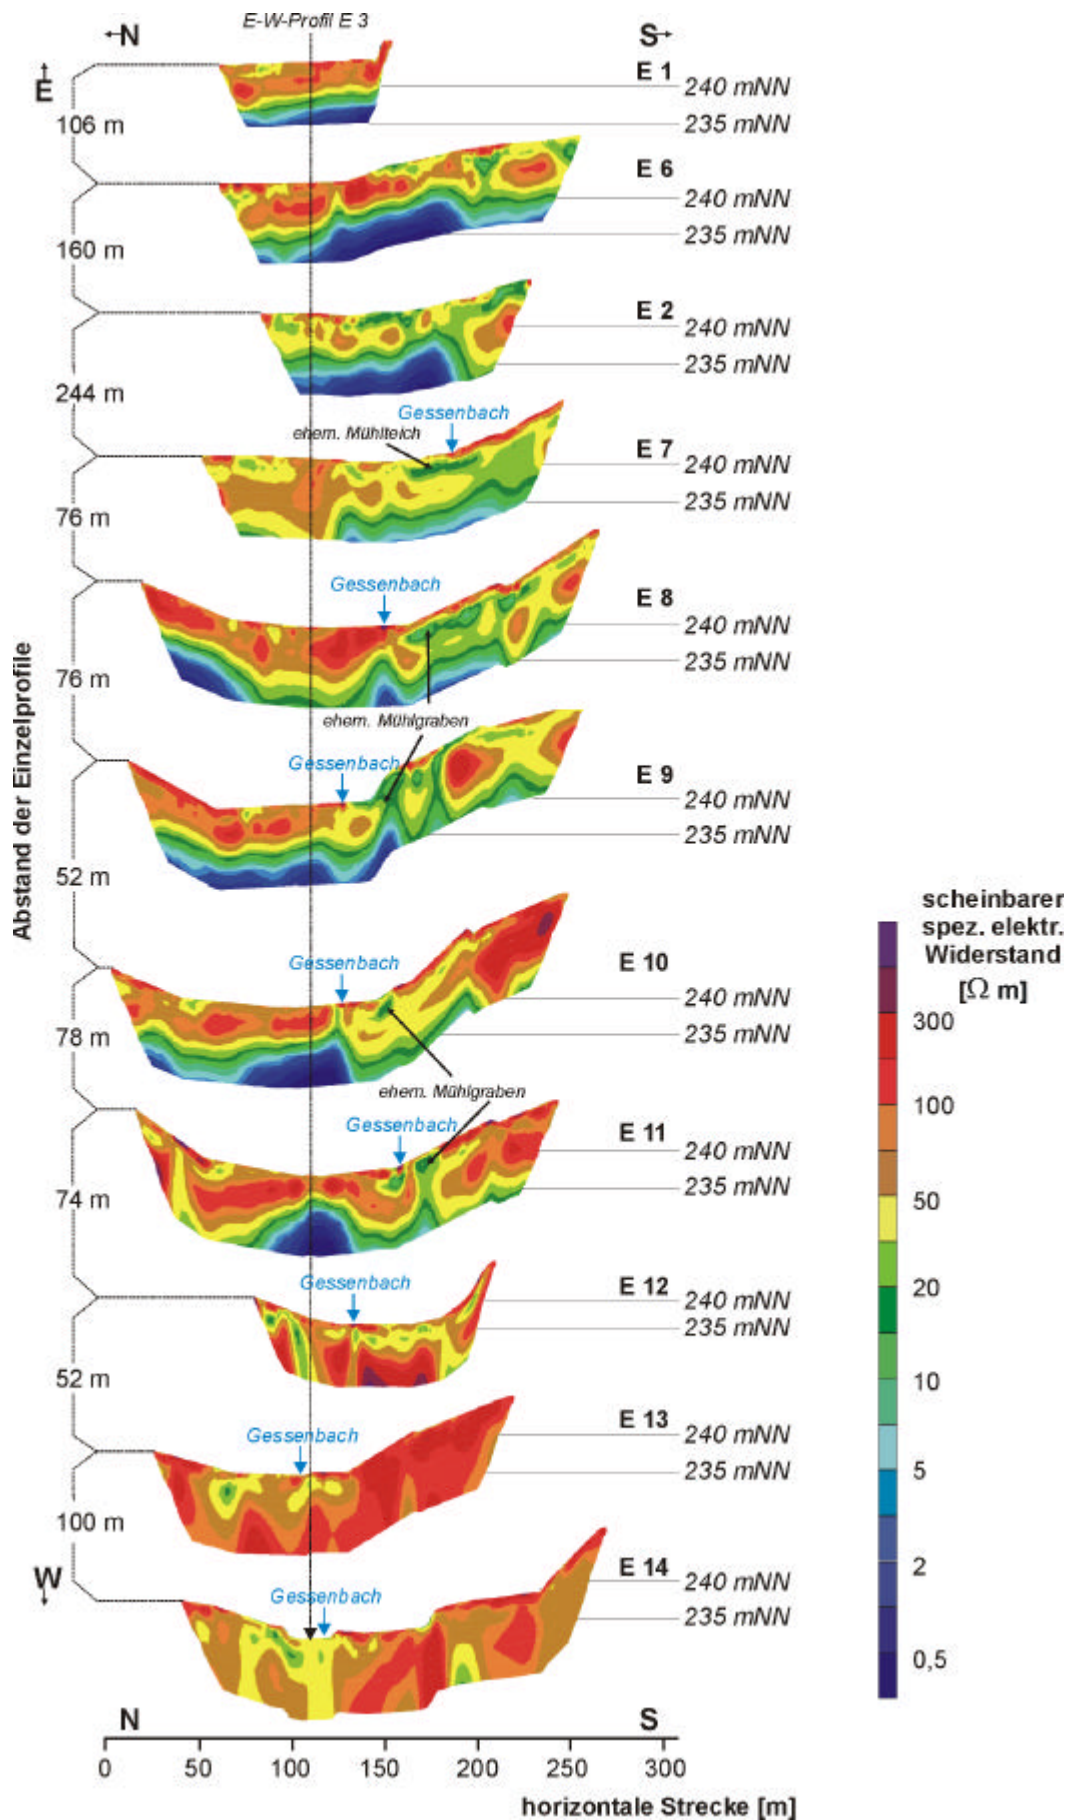 E-W-Profil E 3
N
S
E
E 1
240 mNN
235 mNN
106 m
E 6
240 mNN
235 mNN
160 m
E 2
240 mNN
235 mNN
244 m
Gessenbach
ehem. Mühlteich
E 7
240 mNN
235 mNN
76 m
Gessenbach
E 8
240 mNN
235 mNN
76 m
ehem. Mühlgraben
Gessenbach
E 9
240 mNN
235 mNN
52 m
Gessenbach
E 10
240 mNN
235 mNN
78 m
ehem. Mühlgraben
Gessenbach
E 11
240 mNN
235 mNN
74 m
Gessenbach
E 12
240 mNN
235 mNN
52 m
Gessenbach
E 13
240 mNN
235 mNN
100 m
W
Gessenbach
E 14
240 mNN
235 mNN
N
S
0 50 100 150 200 250 300
horizontale Strecke [m]
Abstand der Einzelprofile
scheinbarer
spez. elektr.
Widerstand
[Ω m]
300
100
50
20
10
5
2
0,5